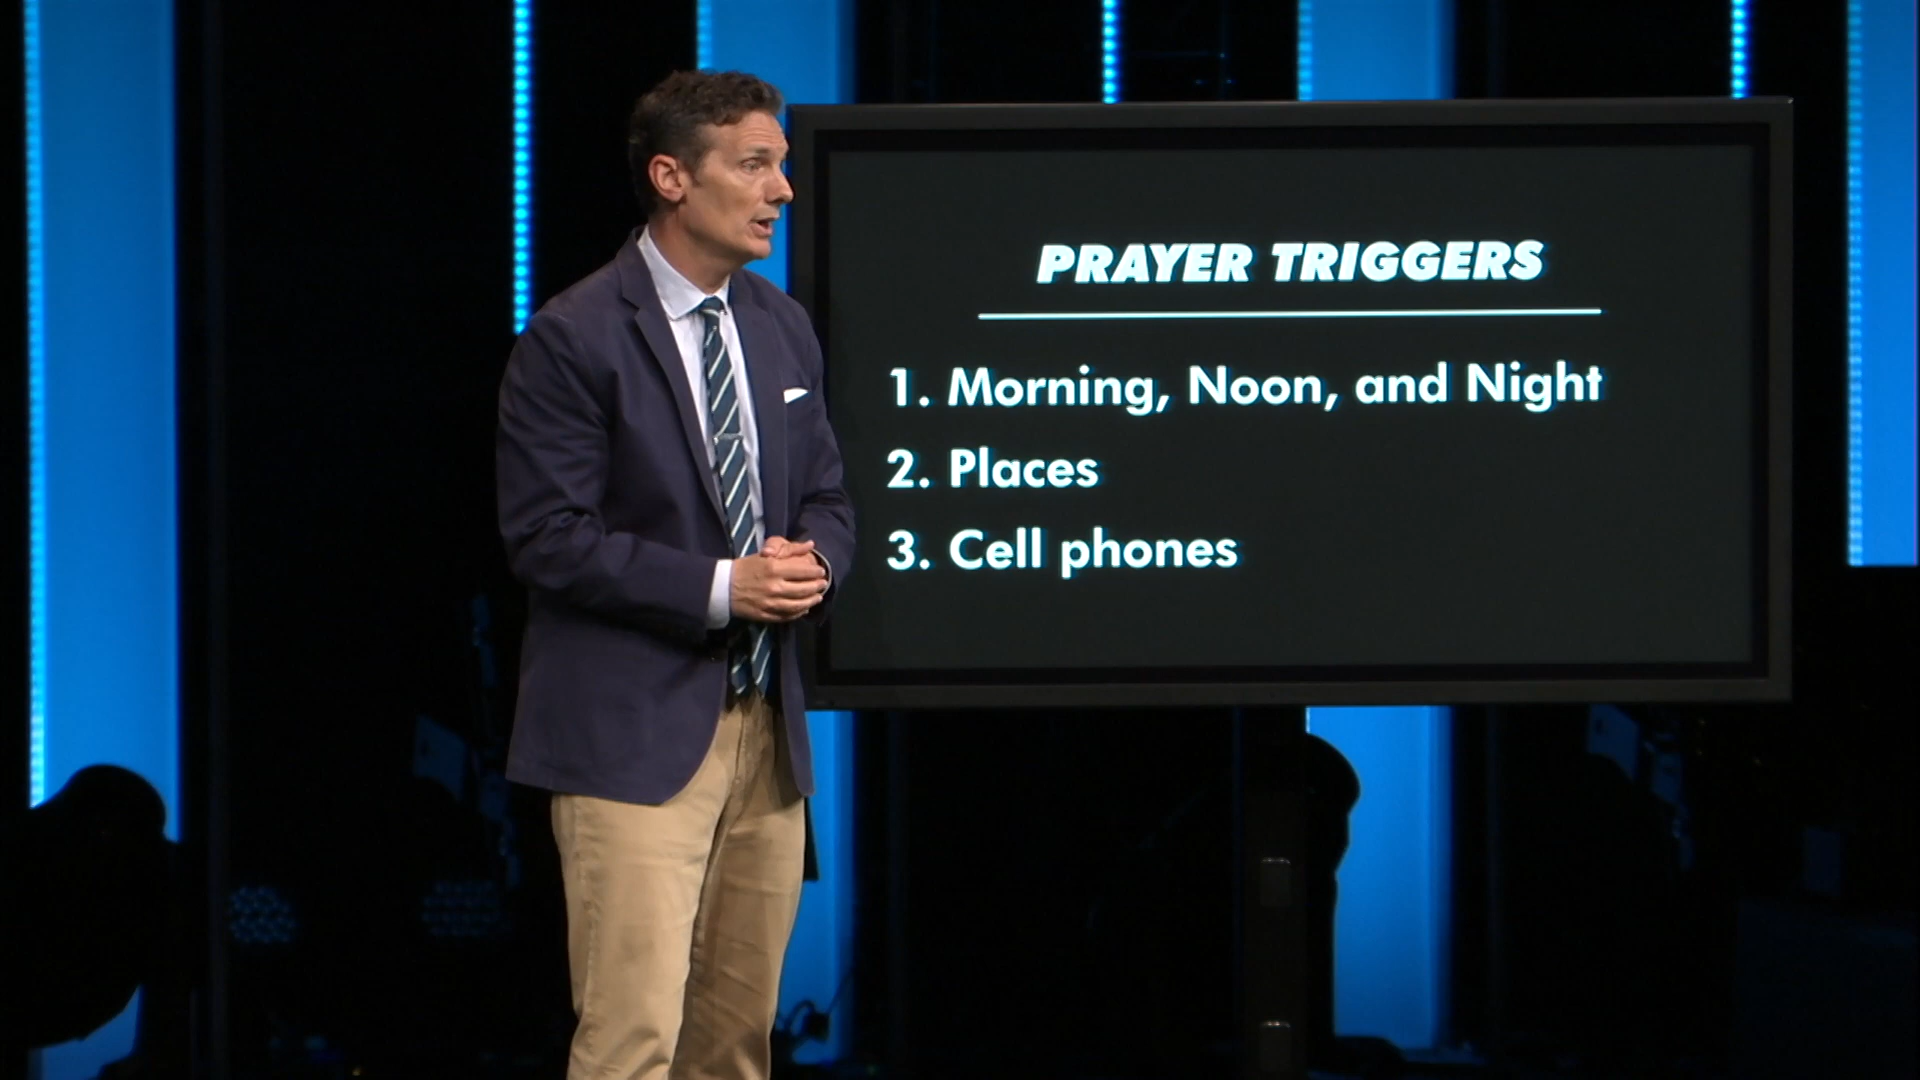 PRAYER TRIGGERS
1. Morning, Noon, and Night
2. Places
3. Cell phones